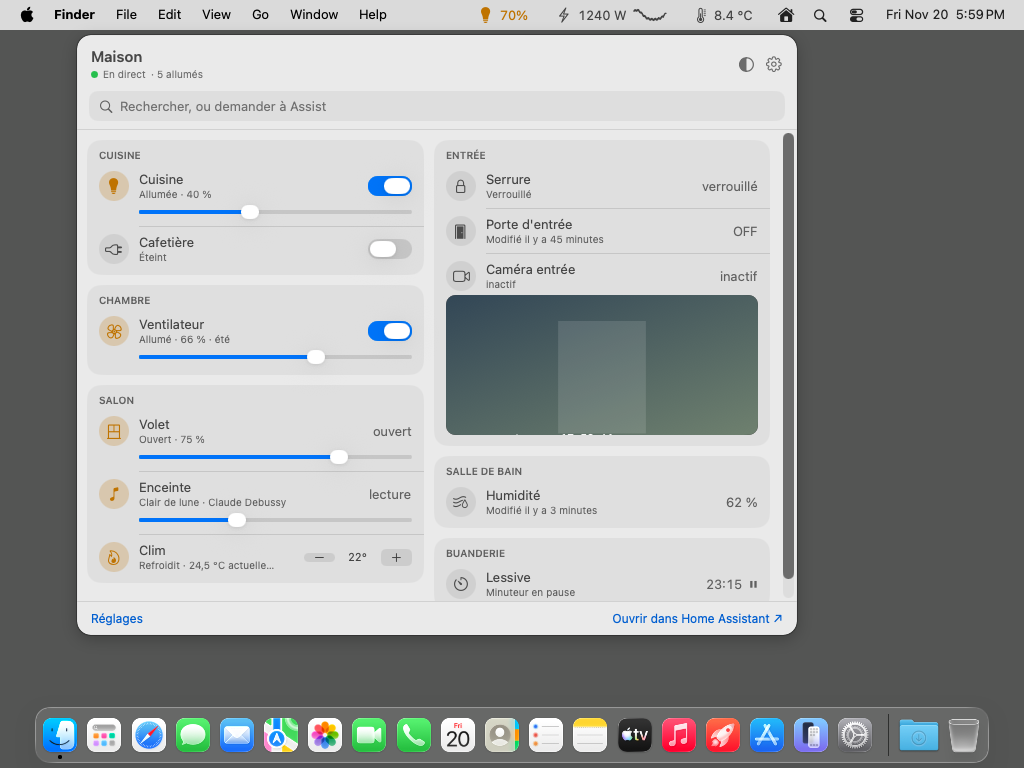 Finder File Edit View Go Window Help 70% 1240 W 8.4 °C Fri Nov 20 5:59 PM
Maison
En direct · 5 allumés
Rechercher, ou demander à Assist
CUISINE
Cuisine
Allumée · 40 %
Cafetière
Éteint
CHAMBRE
Ventilateur
Allumé · 66 % · été
SALON
Volet
Ouvert · 75 %
ouvert
Enceinte
Clair de lune · Claude Debussy
lecture
Clim
Refroidit · 24,5 °C actuelle...
22°
ENTRÉE
Serrure
Verrouillé
verrouillé
Porte d'entrée
Modifié il y a 45 minutes
OFF
Caméra entrée
inactif
inactif
SALLE DE BAIN
Humidité
Modifié il y a 3 minutes
62 %
BUANDERIE
Lessive
Minuteur en pause
23:15
Réglages
Ouvrir dans Home Assistant ↗
Fri
20
tv